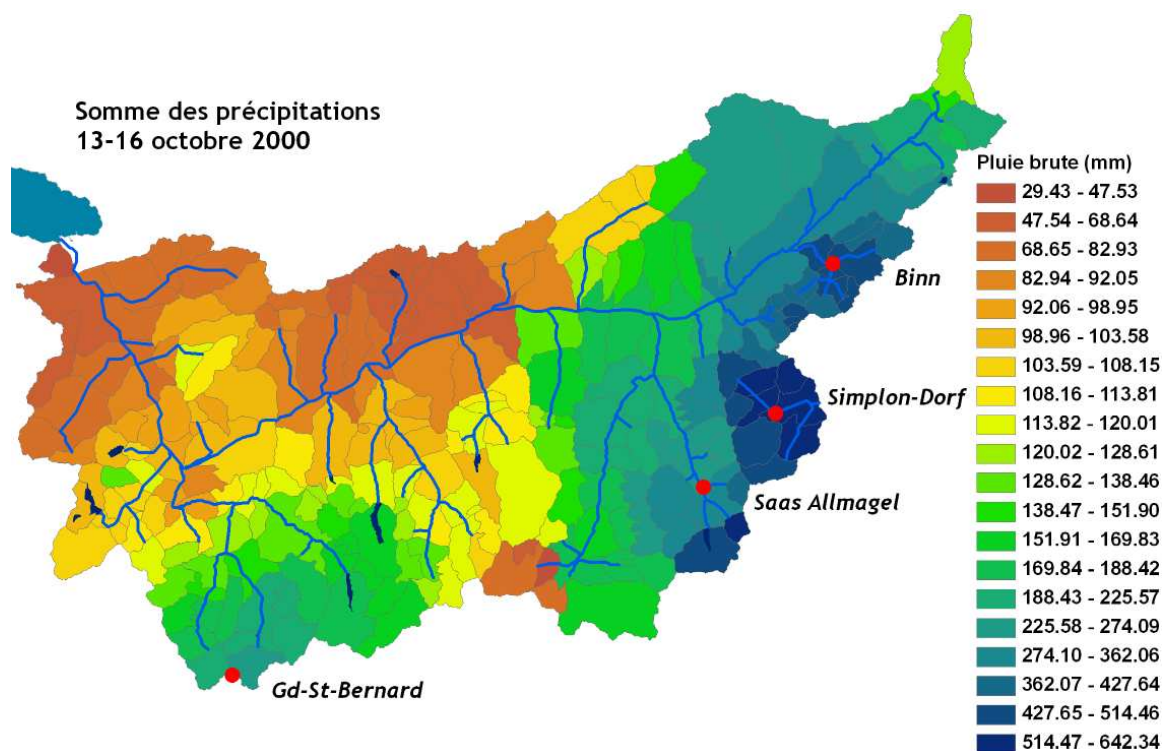 Somme des précipitations
13-16 octobre 2000
Pluie brute (mm)
29.43 - 47.53
47.54 - 68.64
68.65 - 82.93
82.94 - 92.05
92.06 - 98.95
98.96 - 103.58
103.59 - 108.15
108.16 - 113.81
113.82 - 120.01
120.02 - 128.61
128.62 - 138.46
138.47 - 151.90
151.91 - 169.83
169.84 - 188.42
188.43 - 225.57
225.58 - 274.09
274.10 - 362.06
362.07 - 427.64
427.65 - 514.46
514.47 - 642.34
Binn
Simplon-Dorf
Saas Allmagel
Gd-St-Bernard